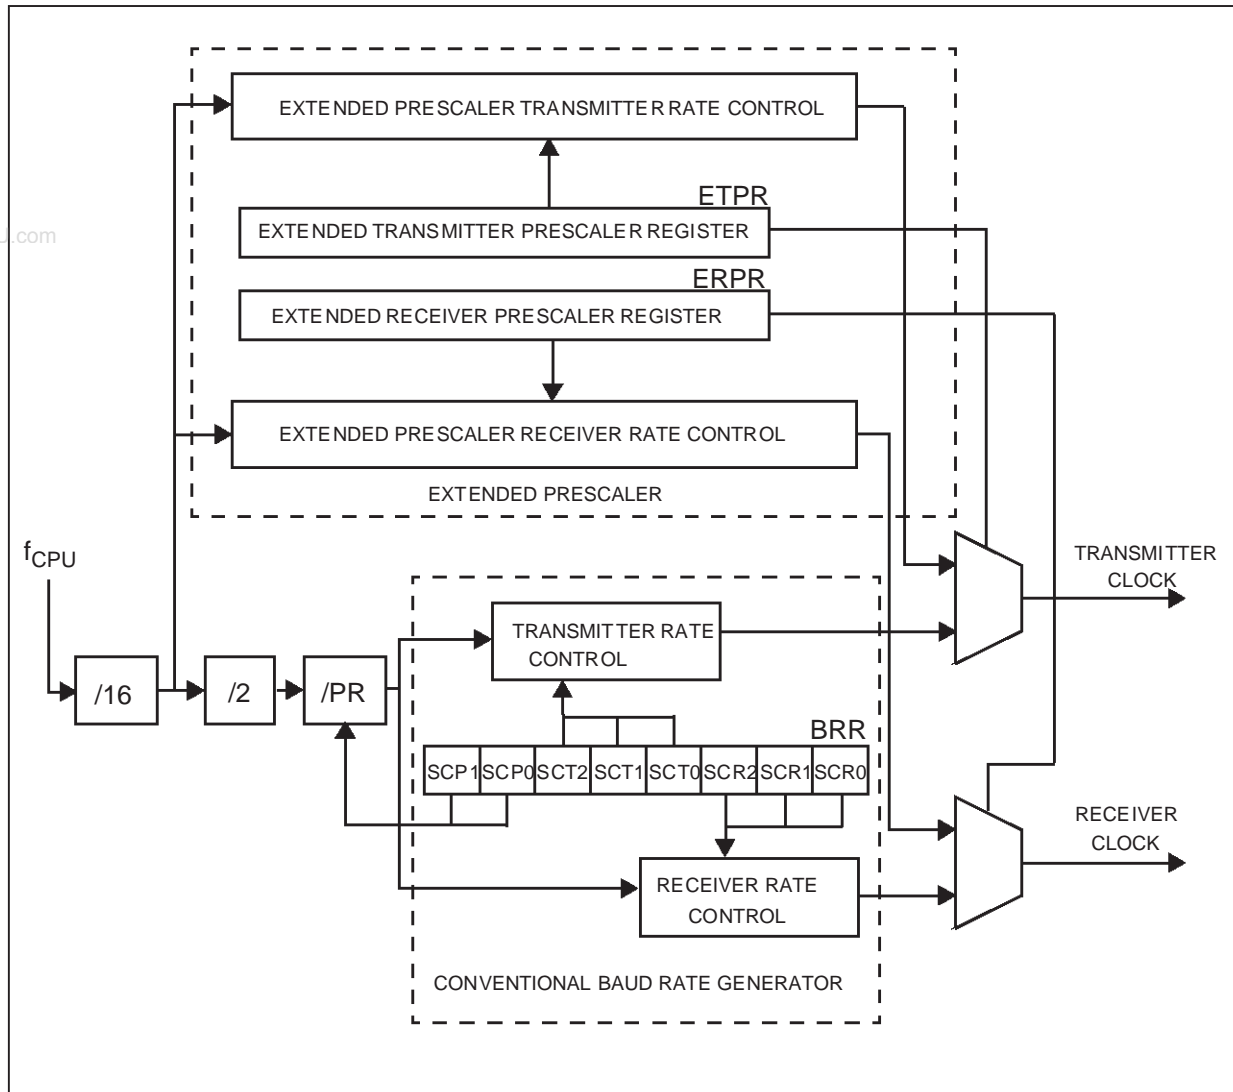 EXTENDED PRESCALER TRANSMITTER RATE CONTROL
ETPR
EXTENDED TRANSMITTER PRESCALER REGISTER
J.com
ERPR
EXTENDED RECEIVER PRESCALER REGISTER
EXTENDED PRESCALER RECEIVER RATE CONTROL
EXTENDED PRESCALER
fCPU
TRANSMITTER
CLOCK
TRANSMITTER RATE
CONTROL
/16
/2
/PR
BRR
SCP1 SCP0 SCT2 SCT1 SCT0 SCR2 SCR1 SCR0
RECEIVER
CLOCK
RECEIVER RATE
CONTROL
CONVENTIONAL BAUD RATE GENERATOR